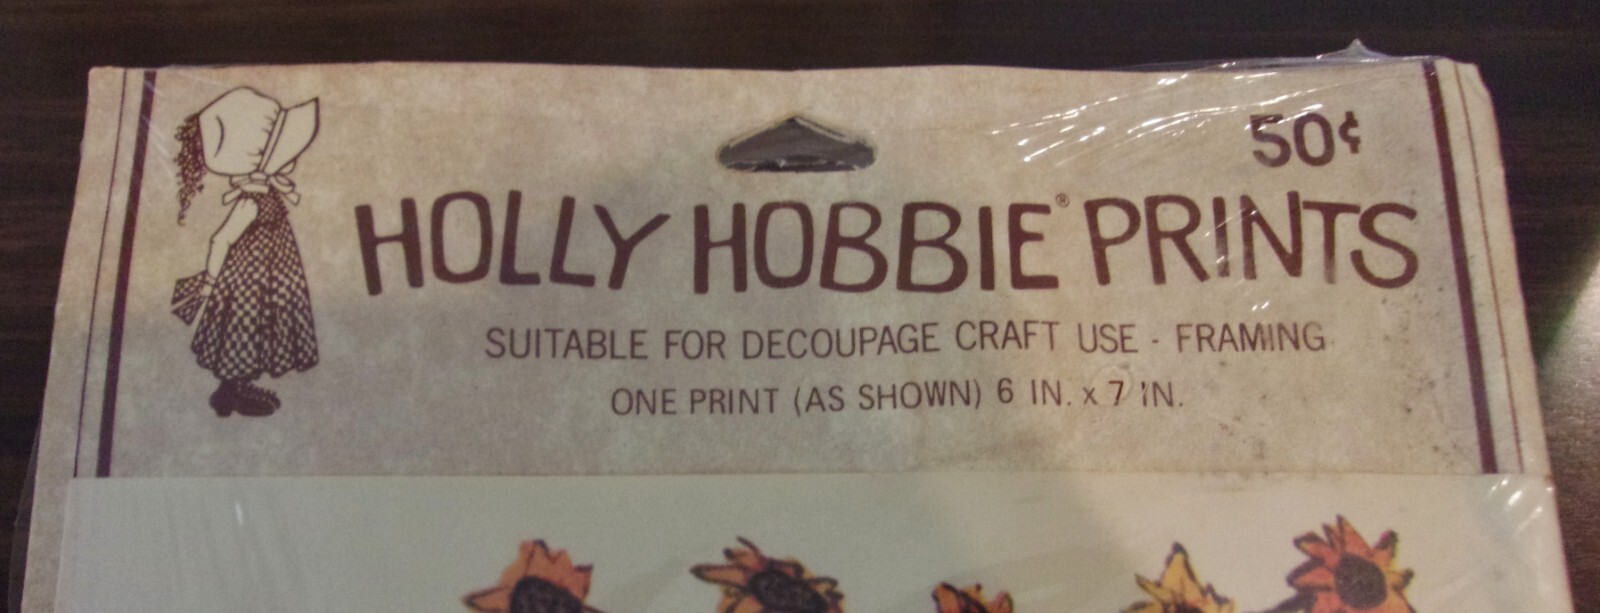 50¢
HOLLY HOBBIE® PRINTS
SUITABLE FOR DECOUPAGE CRAFT USE - FRAMING
ONE PRINT (AS SHOWN) 6 IN. x 7 IN.